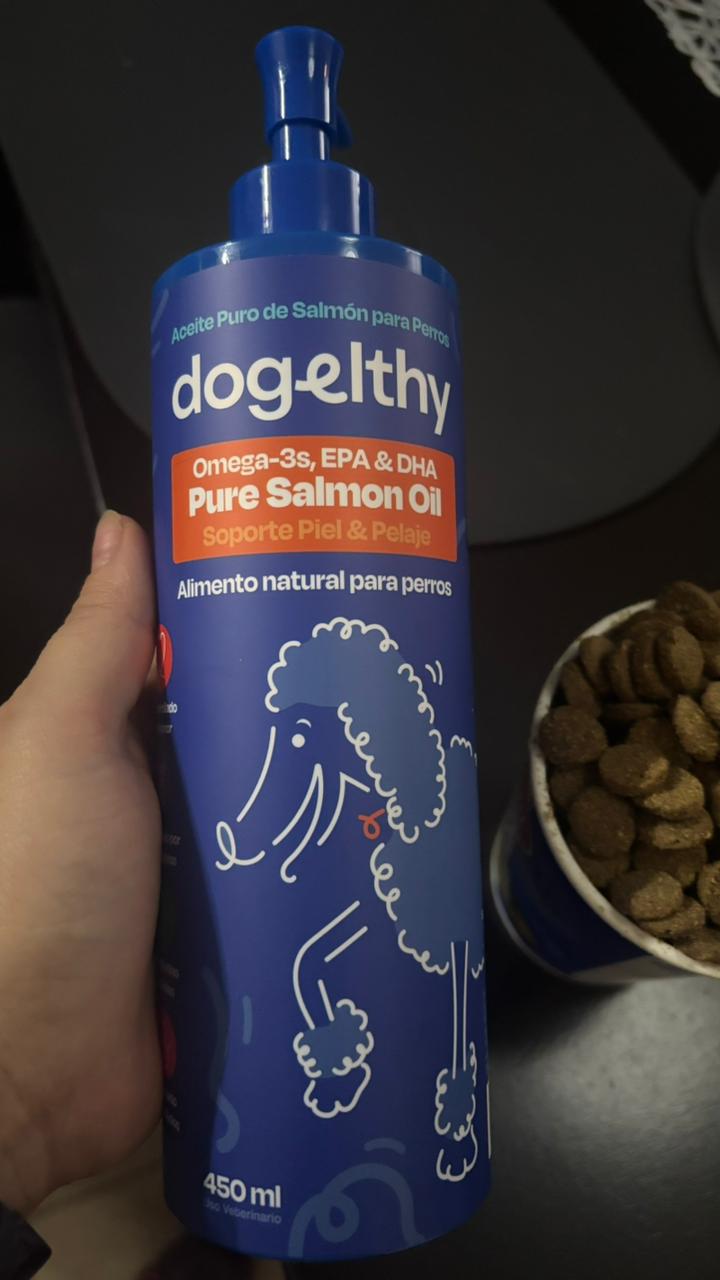 Aceite Puro de Salmón para Perros
dogelthy
Omega-3s, EPA & DHA
Pure Salmon Oil
Soporte Piel & Pelaje
Alimento natural para perros
450 ml
Uso Veterinario